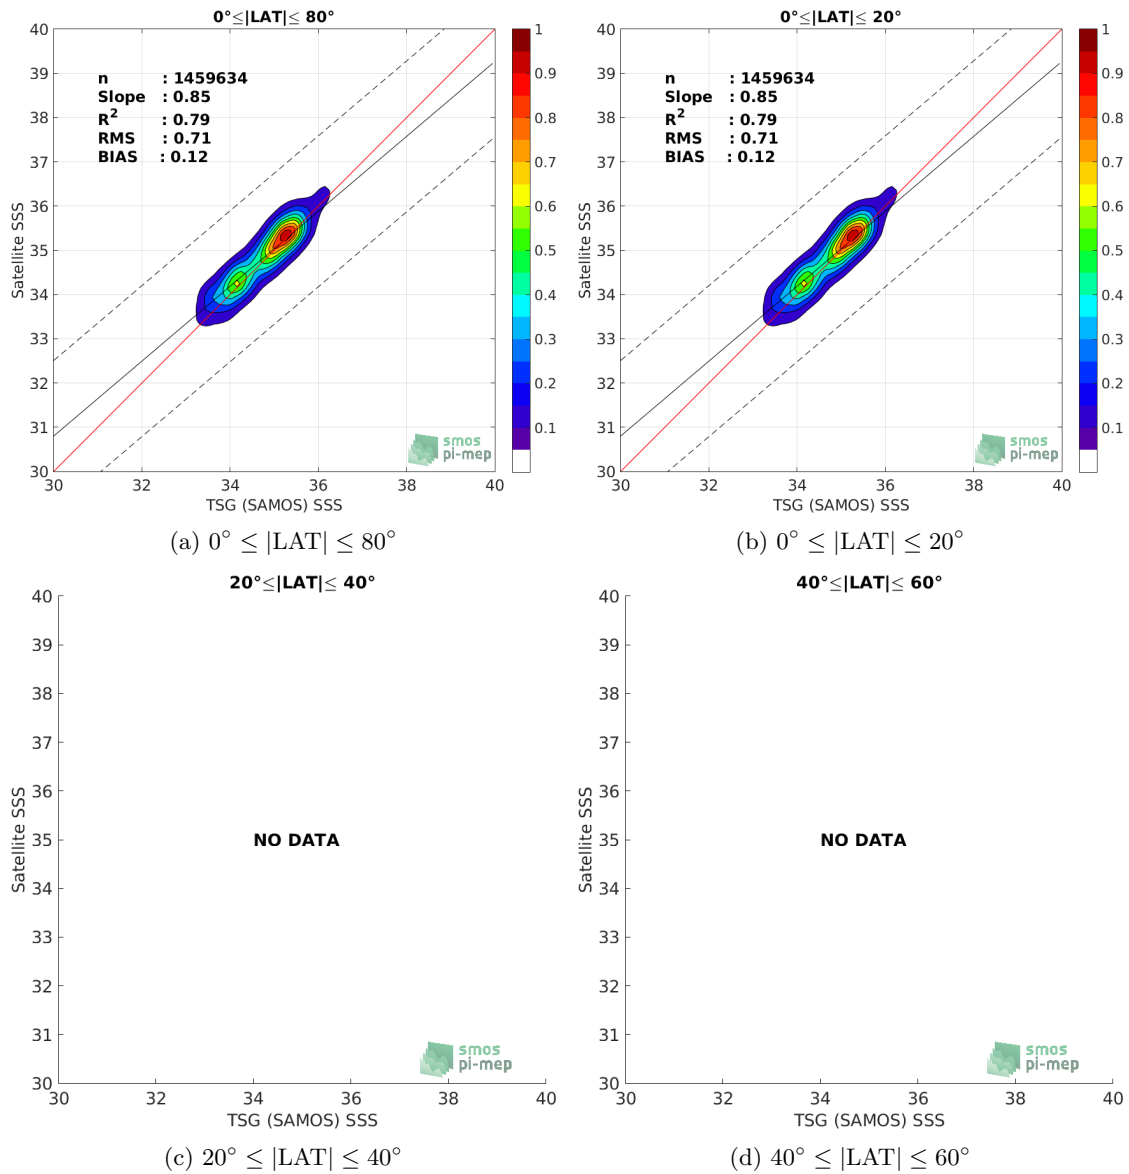 0°≤|LAT|≤ 80°
40
39
38
37
36
35
34
33
32
31
30
30
32
34
36
38
40
Satellite SSS
TSG (SAMOS) SSS
n : 1459634
Slope : 0.85
R2 : 0.79
RMS : 0.71
BIAS : 0.12
1
0.9
0.8
0.7
0.6
0.5
0.4
0.3
0.2
0.1
smos
pi-mep
(a) 0° ≤ |LAT| ≤ 80°
0°≤|LAT|≤ 20°
40
39
38
37
36
35
34
33
32
31
30
30
32
34
36
38
40
Satellite SSS
TSG (SAMOS) SSS
n : 1459634
Slope : 0.85
R2 : 0.79
RMS : 0.71
BIAS : 0.12
1
0.9
0.8
0.7
0.6
0.5
0.4
0.3
0.2
0.1
smos
pi-mep
(b) 0° ≤ |LAT| ≤ 20°
20°≤|LAT|≤ 40°
40
39
38
37
36
35
34
33
32
31
30
30
32
34
36
38
40
Satellite SSS
TSG (SAMOS) SSS
NO DATA
smos
pi-mep
(c) 20° ≤ |LAT| ≤ 40°
40°≤|LAT|≤ 60°
40
39
38
37
36
35
34
33
32
31
30
30
32
34
36
38
40
Satellite SSS
TSG (SAMOS) SSS
NO DATA
smos
pi-mep
(d) 40° ≤ |LAT| ≤ 60°